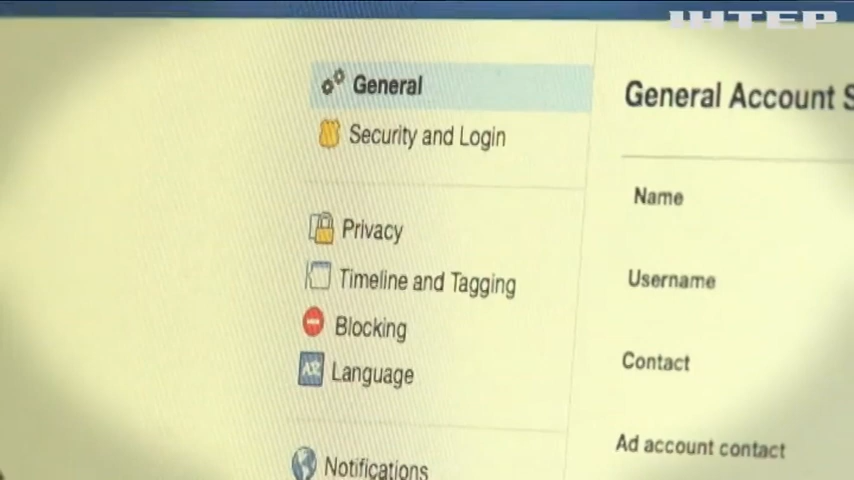 ІНТЕР
General
Security and Login
Privacy
Timeline and Tagging
Blocking
Language
Notifications
General Account S
Name
Username
Contact
Ad account contact